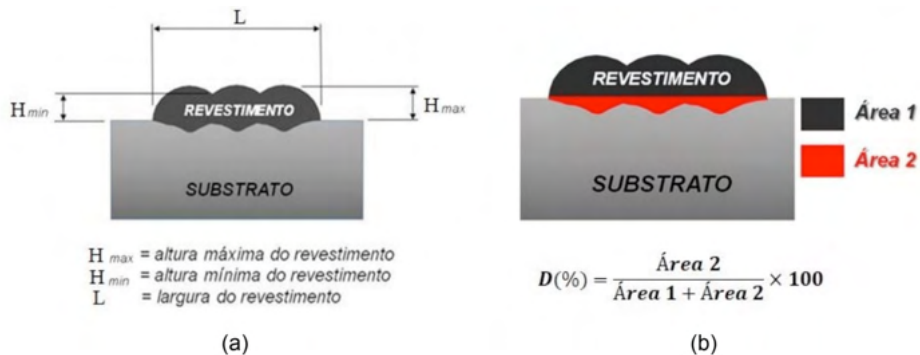 L
H min
REVESTIMENTO
H max
SUBSTRATO
H max = altura máxima do revestimento
H min = altura mínima do revestimento
L = largura do revestimento
(a)
REVESTIMENTO
SUBSTRATO
Área 1
Área 2
D(%) = Área 2 / Área 1 + Área 2 × 100
(b)